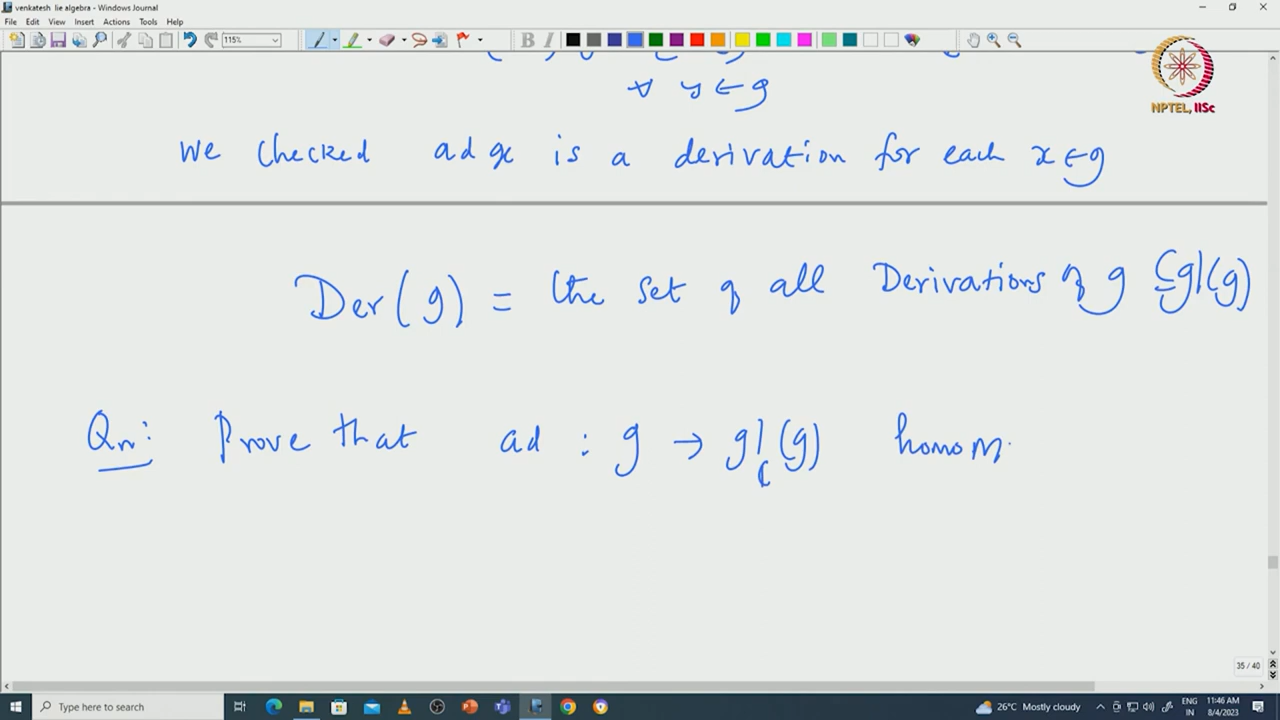 venkatesh lie algebra - Windows Journal
File Edit View Insert Actions Tools Help
115%
NPTEL, IISc
∀ y ∈ g
We checked ad x is a derivation for each x ∈ g
Der(g) = the set of all Derivations of g ⊆ gl(g)
Qn: Prove that ad : g → gl(g) homom
35 / 40
Type here to search
26°C Mostly cloudy
ENG
IN
11:46 AM
8/4/2023